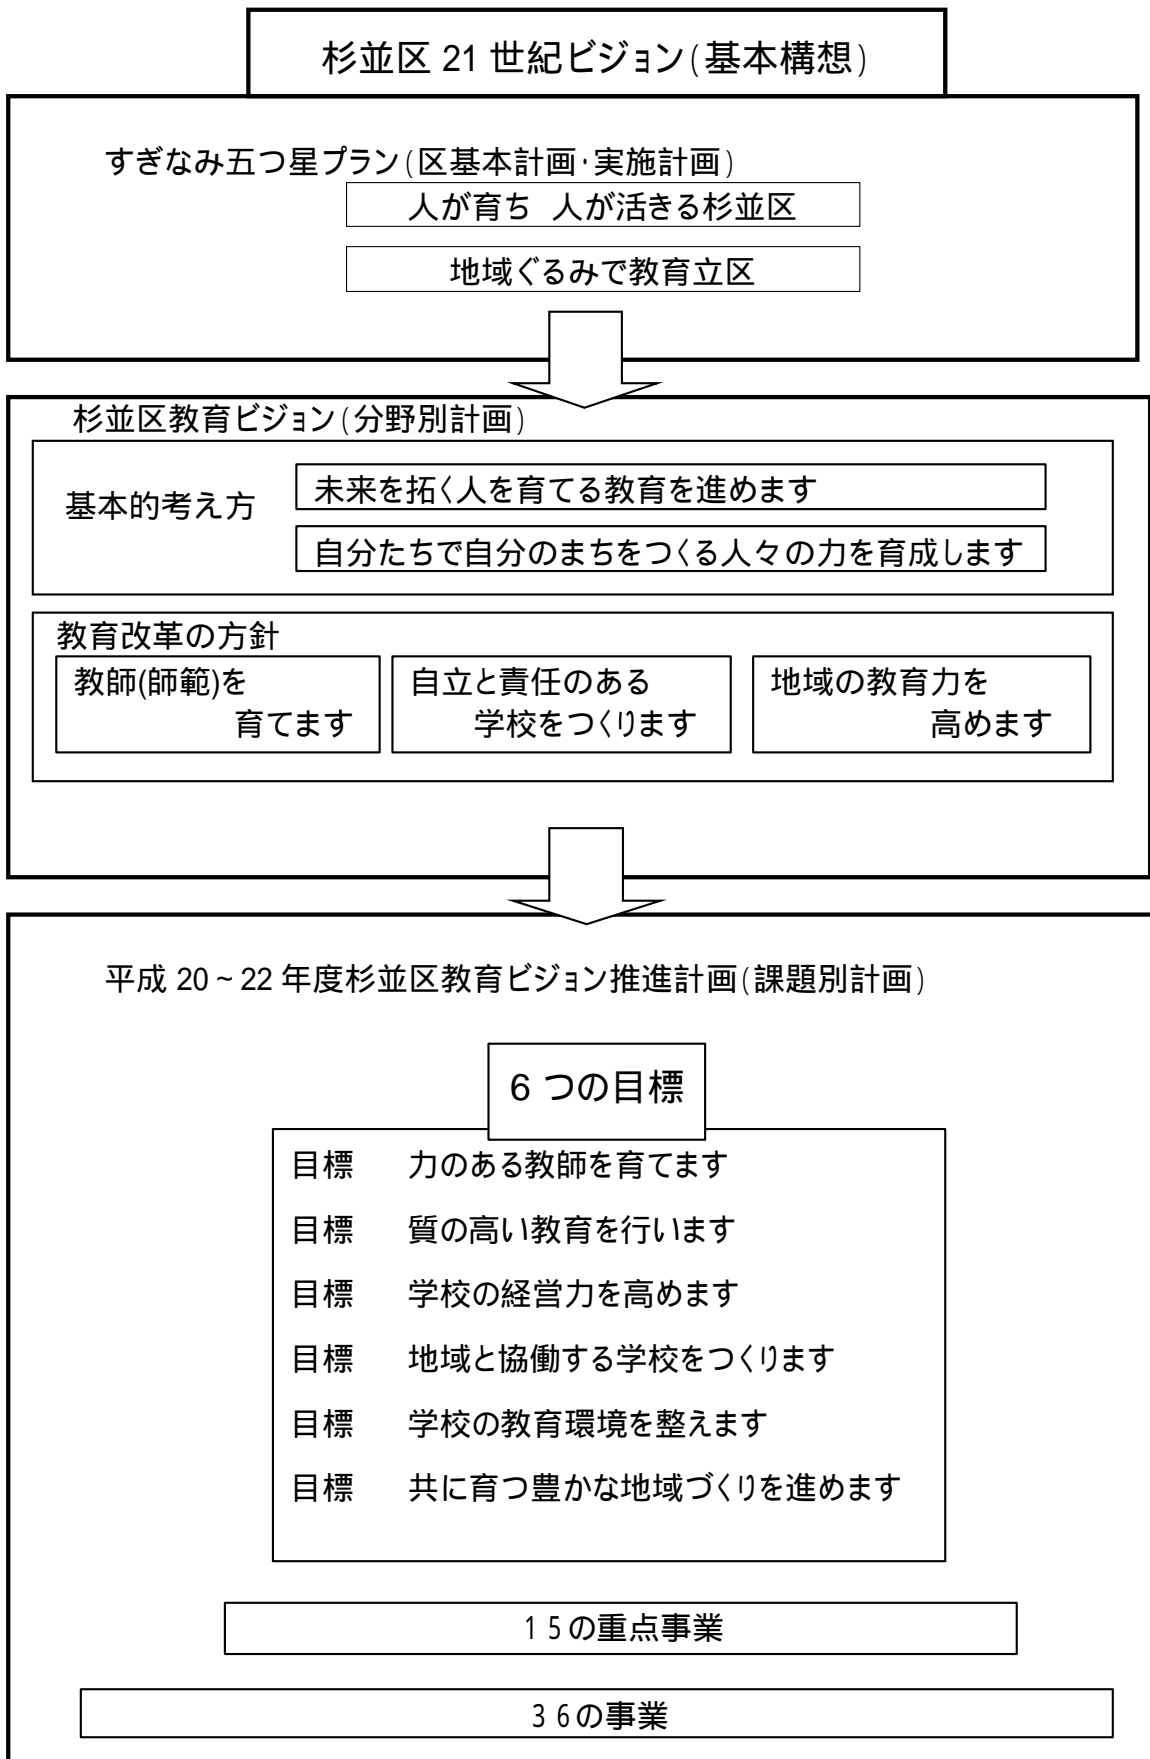 杉並区 21 世紀ビジョン(基本構想)
すぎなみ五つ星プラン(区基本計画・実施計画)
人が育ち 人が活きる杉並区
地域ぐるみで教育立区
杉並区教育ビジョン(分野別計画)
基本的考え方
未来を拓く人を育てる教育を進めます
自分たちで自分のまちをつくる人々の力を育成します
教育改革の方針
教師(師範)を
育てます
自立と責任のある
学校をつくります
地域の教育力を
高めます
平成 20~22 年度杉並区教育ビジョン推進計画(課題別計画)
6 つの目標
目標 力のある教師を育てます
目標 質の高い教育を行います
目標 学校の経営力を高めます
目標 地域と協働する学校をつくります
目標 学校の教育環境を整えます
目標 共に育つ豊かな地域づくりを進めます
15の重点事業
36の事業